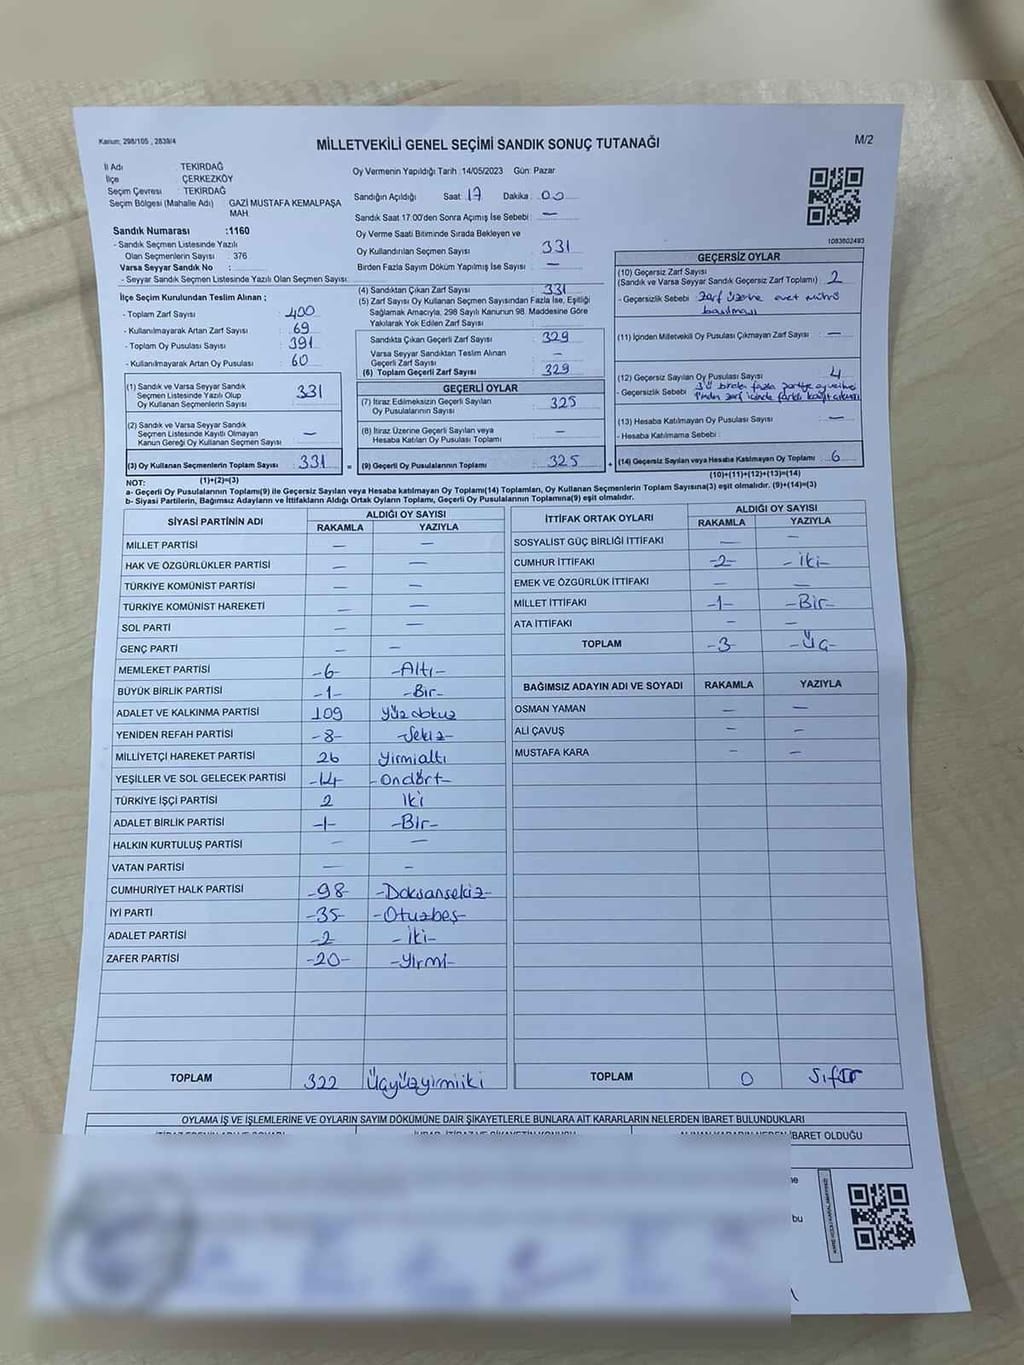 Kanun: 298/105 , 2839/4
MİLLETVEKİLİ GENEL SEÇİMİ SANDIK SONUÇ TUTANAĞI
M/2
İl Adı : TEKİRDAĞ
İlçe : ÇERKEZKÖY
Seçim Çevresi : TEKİRDAĞ
Seçim Bölgesi (Mahalle Adı) : GAZİ MUSTAFA KEMALPAŞA MAH.
Sandık Numarası :1160
- Sandık Seçmen Listesinde Yazılı
Olan Seçmenlerin Sayısı : 376
Varsa Seyyar Sandık No :
- Seyyar Sandık Seçmen Listesinde Yazılı Olan Seçmen Sayısı:
Oy Vermenin Yapıldığı Tarih : 14/05/2023 Gün: Pazar
Sandığın Açıldığı Saat : 17 Dakika : 00
Sandık Saat 17.00'den Sonra Açımış İse Sebebi : —
Oy Verme Saati Bitiminde Sırada Bekleyen ve
Oy Kullandırılan Seçmen Sayısı : 331
Birden Fazla Sayım Döküm Yapılmış İse Sayısı : —
1083602493
İlçe Seçim Kurulundan Teslim Alınan ;
- Toplam Zarf Sayısı : 400
- Kullanılmayarak Artan Zarf Sayısı : 69
- Toplam Oy Pusulası Sayısı : 391
- Kullanılmayarak Artan Oy Pusulası : 60
(1) Sandık ve Varsa Seyyar Sandık
Seçmen Listesinde Yazılı Olup
Oy Kullanan Seçmenlerin Sayısı : 331
(2) Sandık ve Varsa Seyyar Sandık
Seçmen Listesinde Kayıtlı Olmayan
Kanun Gereği Oy Kullanan Seçmen Sayısı : —
(3) Oy Kullanan Seçmenlerin Toplam Sayısı : 331 =
(4) Sandıktan Çıkan Zarf Sayısı : 331
(5) Zarf Sayısı Oy Kullanan Seçmen Sayısından Fazla İse, Eşitliği
Sağlamak Amacıyla, 298 Sayılı Kanunun 98. Maddesine Göre
Yakılarak Yok Edilen Zarf Sayısı :
Sandıkta Çıkan Geçerli Zarf Sayısı : 329
Varsa Seyyar Sandıktan Teslim Alınan
Geçerli Zarf Sayısı : —
(6) Toplam Geçerli Zarf Sayısı : 329
GEÇERLİ OYLAR
(7) İtiraz Edilmeksizin Geçerli Sayılan
Oy Pusulalarının Sayısı : 325
(8) İtiraz Üzerine Geçerli Sayılan veya
Hesaba Katılan Oy Pusulası Toplamı : —
(9) Geçerli Oy Pusulalarının Toplamı : 325 +
GEÇERSİZ OYLAR
(10) Geçersiz Zarf Sayısı
(Sandık ve Varsa Seyyar Sandık Geçersiz Zarf Toplamı) : 2
- Geçersizlik Sebebi : Zarf üzerine evet mührü
basılması
(11) İçinden Milletvekili Oy Pusulası Çıkmayan Zarf Sayısı : —
(12) Geçersiz Sayılan Oy Pusulası Sayısı : 4
- Geçersizlik Sebebi : 3'ü birden fazla partiye oy
zarf içinde farklı
(13) Hesaba Katılmayan Oy Pusulası Sayısı : —
- Hesaba Katılmama Sebebi :
(14) Geçersiz Sayılan veya Hesaba Katılmayan Oy Toplamı : 6
NOT: (1)+(2)=(3) (10)+(11)+(12)+(13)=(14)
a- Geçerli Oy Pusulalarının Toplamı(9) ile Geçersiz Sayılan veya Hesaba katılmayan Oy Toplamı(14) Toplamları, Oy Kullanan Seçmenlerin Toplam Sayısına(3) eşit olmalıdır. (9)+(14)=(3)
b- Siyasi Partilerin, Bağımsız Adayların ve İttifakların Aldığı Ortak Oyların Toplamı, Geçerli Oy Pusulalarının Toplamına(9) eşit olmalıdır.
SİYASİ PARTİNİN ADI ALDIĞI OY SAYISI
RAKAMLA YAZIYLA
MİLLET PARTİSİ — —
HAK VE ÖZGÜRLÜKLER PARTİSİ — —
TÜRKİYE KOMÜNİST PARTİSİ — —
TÜRKİYE KOMÜNİST HAREKETİ — —
SOL PARTİ — —
GENÇ PARTİ — —
MEMLEKET PARTİSİ -6- -Altı-
BÜYÜK BİRLİK PARTİSİ -1- -Bir-
ADALET VE KALKINMA PARTİSİ 109 Yüzdokuz
YENİDEN REFAH PARTİSİ -8- -Sekiz-
MİLLİYETÇİ HAREKET PARTİSİ 26 Yirmialtı
YEŞİLLER VE SOL GELECEK PARTİSİ -14- -Ondört-
TÜRKİYE İŞÇİ PARTİSİ 2 İki
ADALET BİRLİK PARTİSİ -1- -Bir-
HALKIN KURTULUŞ PARTİSİ — —
VATAN PARTİSİ — –
CUMHURİYET HALK PARTİSİ -98- -Doksansekiz-
İYİ PARTİ -35- -Otuzbeş-
ADALET PARTİSİ -2- -İki-
ZAFER PARTİSİ -20- -Yirmi-
TOPLAM 322 Üçyüzyirmiiki
İTTİFAK ORTAK OYLARI ALDIĞI OY SAYISI
RAKAMLA YAZIYLA
SOSYALİST GÜÇ BİRLİĞİ İTTİFAKI — —
CUMHUR İTTİFAKI -2- -İki-
EMEK VE ÖZGÜRLÜK İTTİFAKI — —
MİLLET İTTİFAKI -1- -Bir-
ATA İTTİFAKI — —
TOPLAM -3- -Üç-
BAĞIMSIZ ADAYIN ADI VE SOYADI RAKAMLA YAZIYLA
OSMAN YAMAN — —
ALİ ÇAVUŞ — —
MUSTAFA KARA — —
TOPLAM 0 Sıfır
OYLAMA İŞ VE İŞLEMLERİNE VE OYLARIN SAYIM DÖKÜMÜNE DAİR ŞİKAYETLERLE BUNLARA AİT KARARLARIN NELERDEN İBARET BULUNDUKLARI
İBARET OLDUĞU
ne
bu